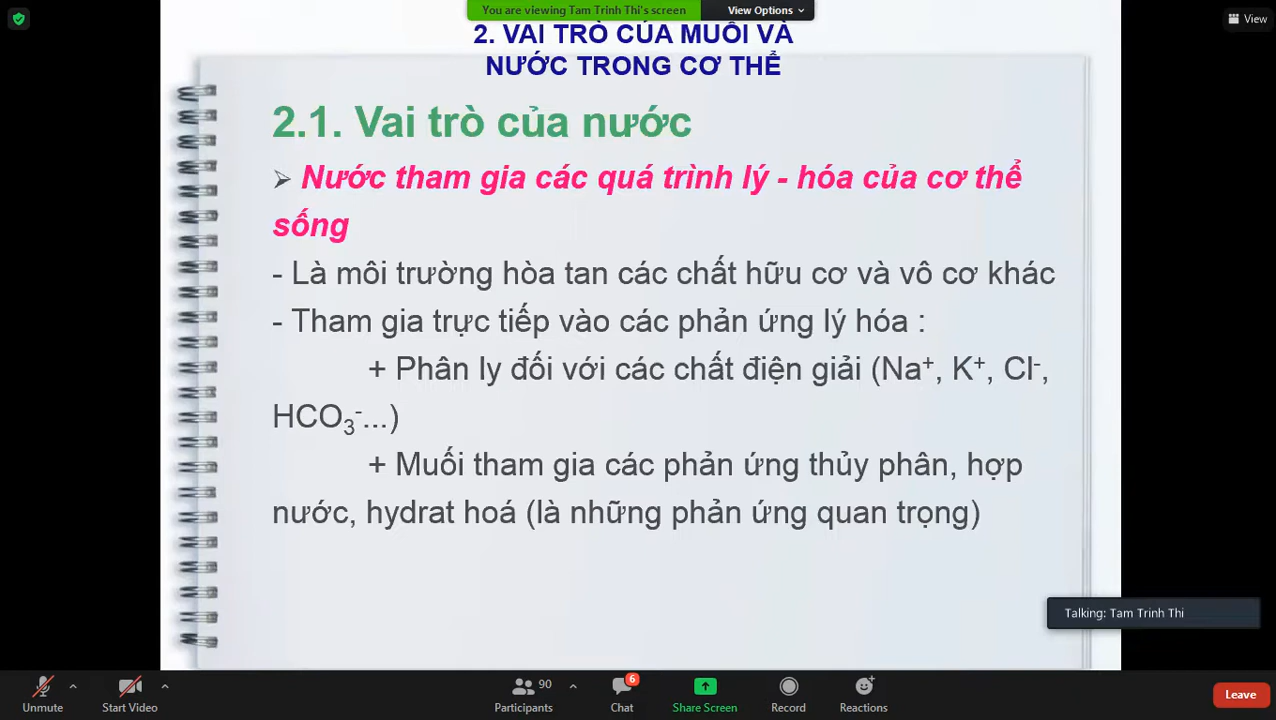 You are viewing Tam Trinh Thi's screen
View Options
View
2. VAI TRÒ CỦA MUỐI VÀ
NƯỚC TRONG CƠ THỂ
2.1. Vai trò của nước
➢ Nước tham gia các quá trình lý - hóa của cơ thể
sống
- Là môi trường hòa tan các chất hữu cơ và vô cơ khác
- Tham gia trực tiếp vào các phản ứng lý hóa :
+ Phân ly đối với các chất điện giải (Na⁺, K⁺, Cl⁻,
HCO₃⁻...)
+ Muối tham gia các phản ứng thủy phân, hợp
nước, hydrat hoá (là những phản ứng quan trọng)
Talking: Tam Trinh Thi
Unmute
Start Video
90
Participants
6
Chat
Share Screen
Record
Reactions
Leave